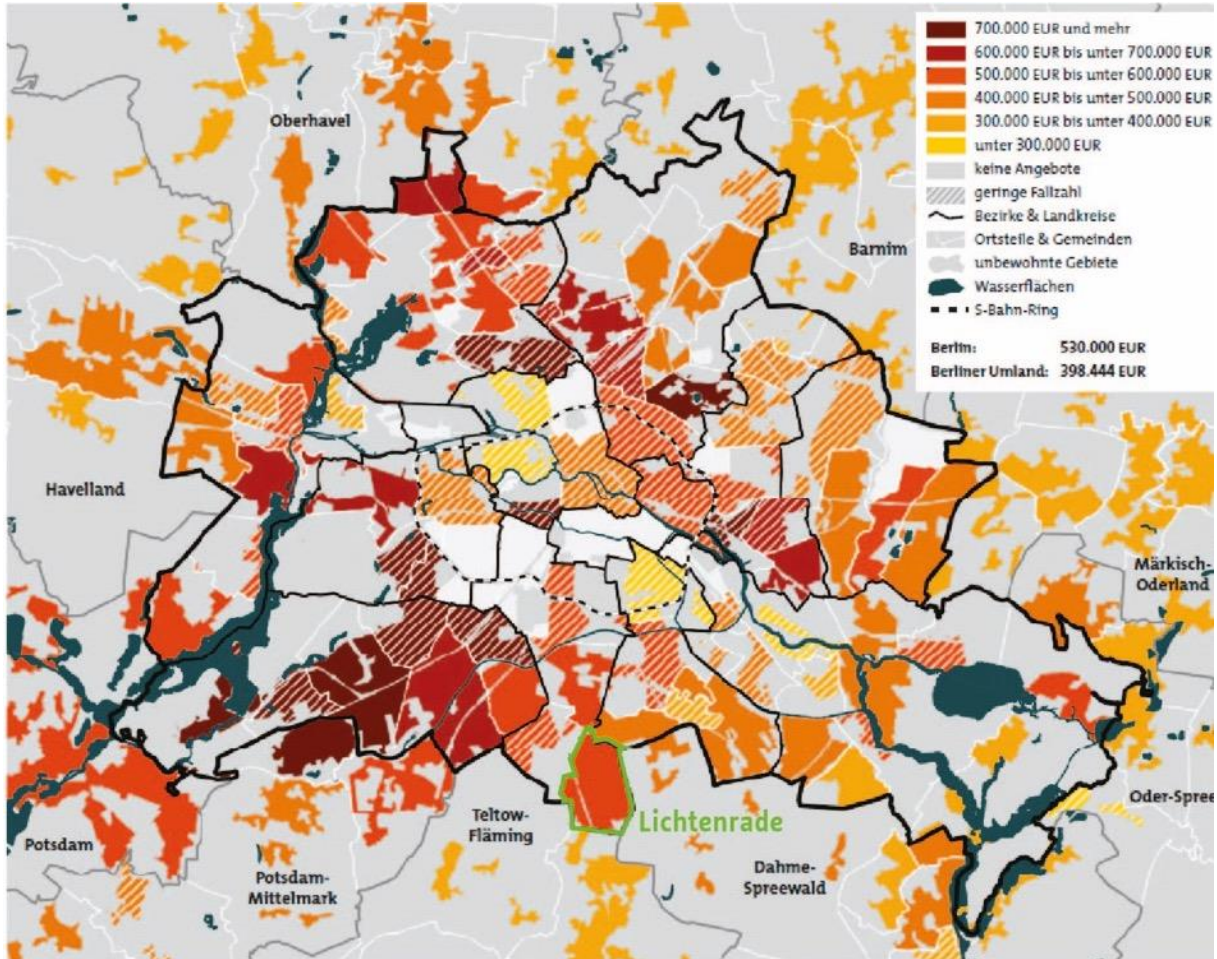 700.000 EUR und mehr
600.000 EUR bis unter 700.000 EUR
500.000 EUR bis unter 600.000 EUR
400.000 EUR bis unter 500.000 EUR
300.000 EUR bis unter 400.000 EUR
unter 300.000 EUR
keine Angebote
geringe Fallzahl
Bezirke & Landkreise
Ortsteile & Gemeinden
unbewohnte Gebiete
Wasserflächen
S-Bahn-Ring
Berlin: 530.000 EUR
Berliner Umland: 398.444 EUR
Oberhavel
Barnim
Havelland
Märkisch-
Oderland
Oder-Spree
Potsdam
Potsdam-
Mittelmark
Teltow-
Fläming
Lichtenrade
Dahme-
Spreewald